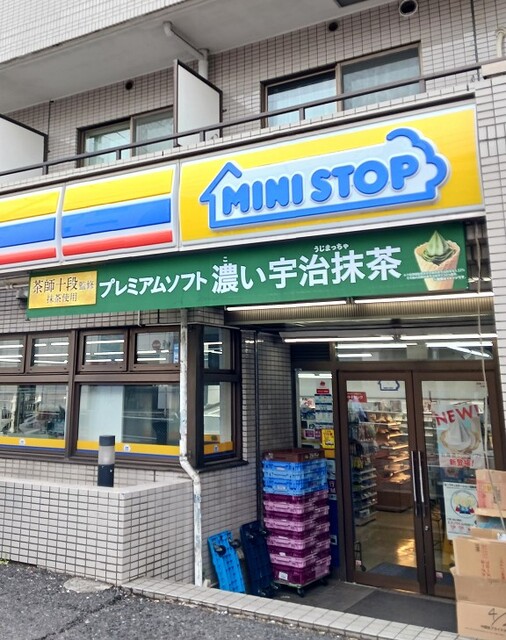 MINI STOP
茶師十段監修
抹茶使用
プレミアムソフト 濃い宇治抹茶
こ
うじまっちゃ
NEW!